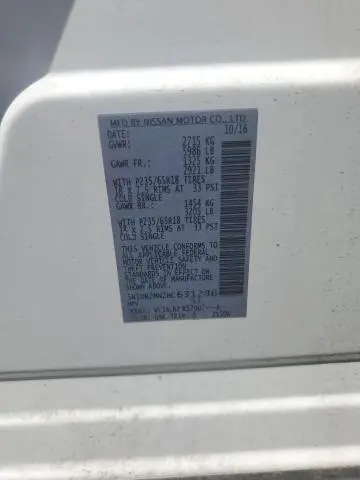 MFD BY NISSAN MOTOR CO., LTD
DATE: 10/16
GVWR: 2715 KG
5986 LB
GAWR FR.: 1325 KG
2921 LB
WITH P235/65R18 TIRES
18 X 7.5 RIMS AT 33 PSI
COLD SINGLE
GAWR RR.: 1454 KG
3205 LB
WITH P235/65R18 TIRES
18 X 7.5 RIMS AT 33 PSI
COLD SINGLE
THIS VEHICLE CONFORMS
TO ALL APPLICABLE FEDERAL
MOTOR VEHICLE SAFETY
STANDARDS IN EFFECT ON
THE DATE OF MANUFACTURE
SHOWN ABOVE.
MPV
MODEL: